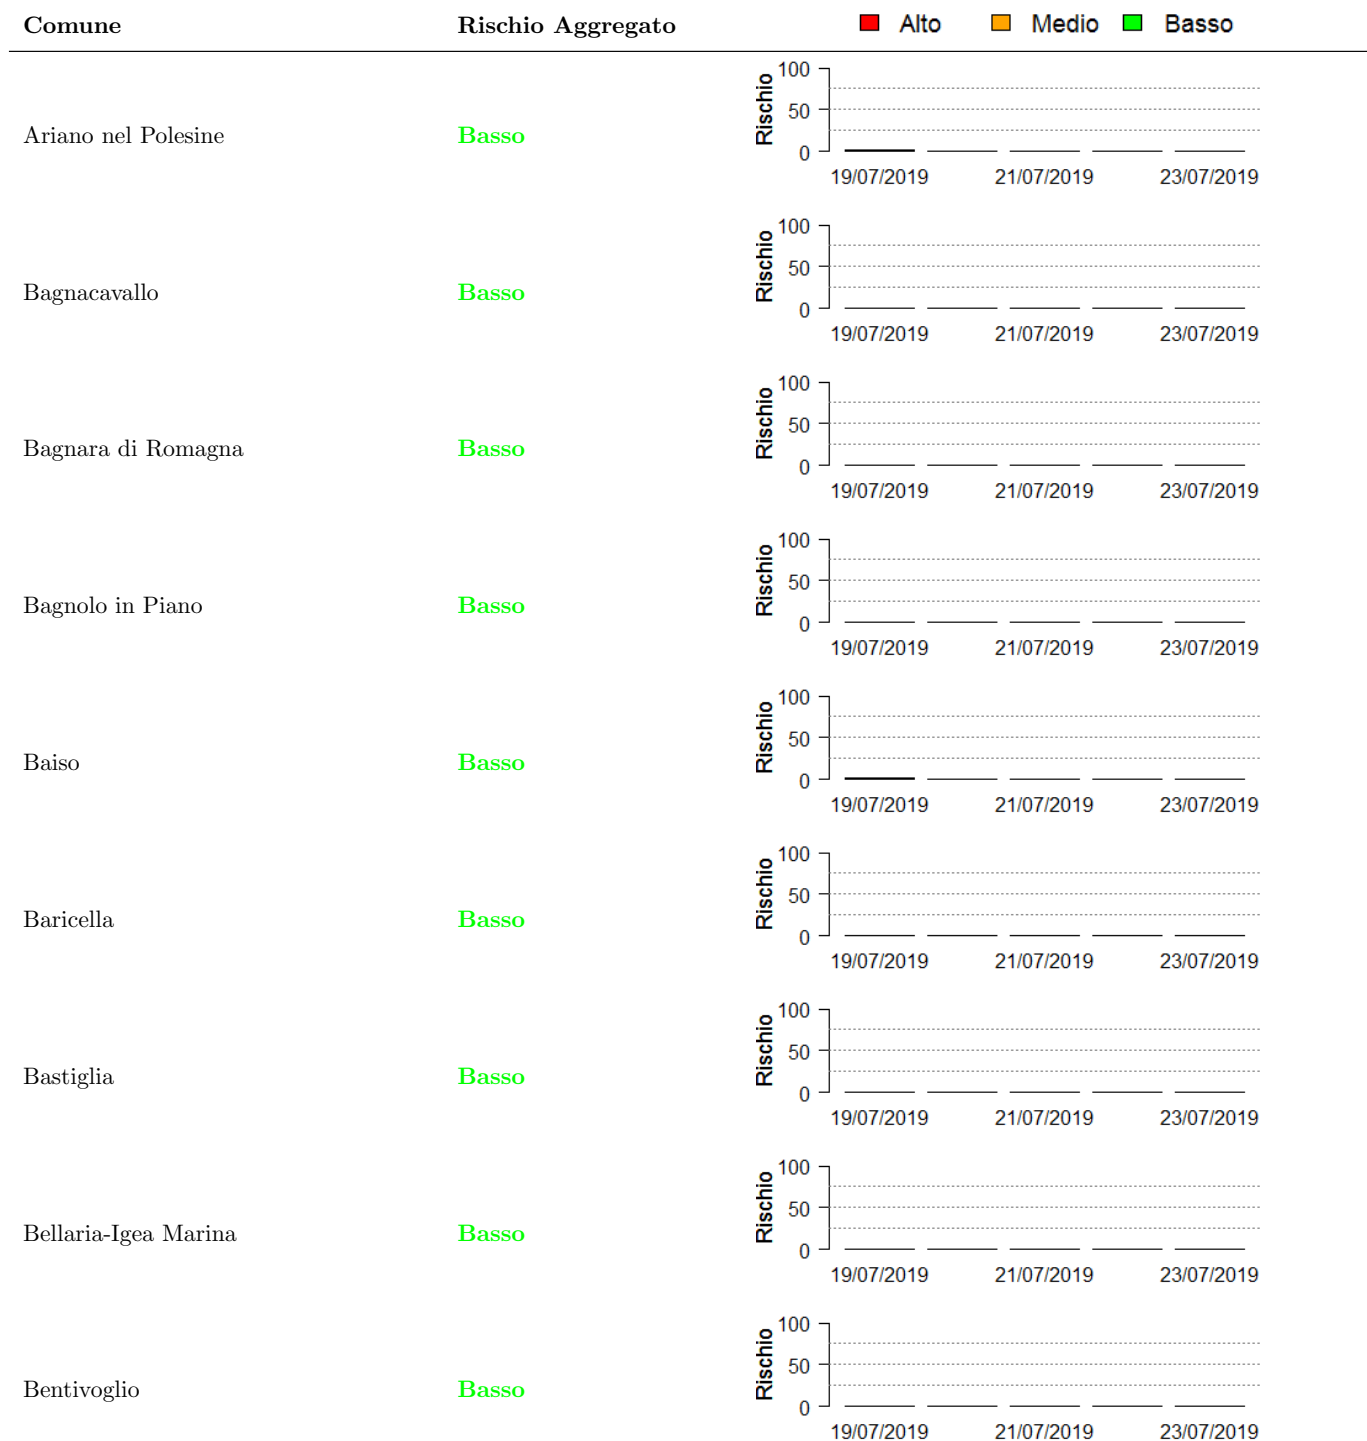 Comune Rischio Aggregato Alto Medio Basso
100
50
0
Rischio
Ariano nel Polesine Basso
19/07/2019 21/07/2019 23/07/2019
100
50
0
Rischio
Bagnacavallo Basso
19/07/2019 21/07/2019 23/07/2019
100
50
0
Rischio
Bagnara di Romagna Basso
19/07/2019 21/07/2019 23/07/2019
100
50
0
Rischio
Bagnolo in Piano Basso
19/07/2019 21/07/2019 23/07/2019
100
50
0
Rischio
Baiso Basso
19/07/2019 21/07/2019 23/07/2019
100
50
0
Rischio
Baricella Basso
19/07/2019 21/07/2019 23/07/2019
100
50
0
Rischio
Bastiglia Basso
19/07/2019 21/07/2019 23/07/2019
100
50
0
Rischio
Bellaria-Igea Marina Basso
19/07/2019 21/07/2019 23/07/2019
100
50
0
Rischio
Bentivoglio Basso
19/07/2019 21/07/2019 23/07/2019